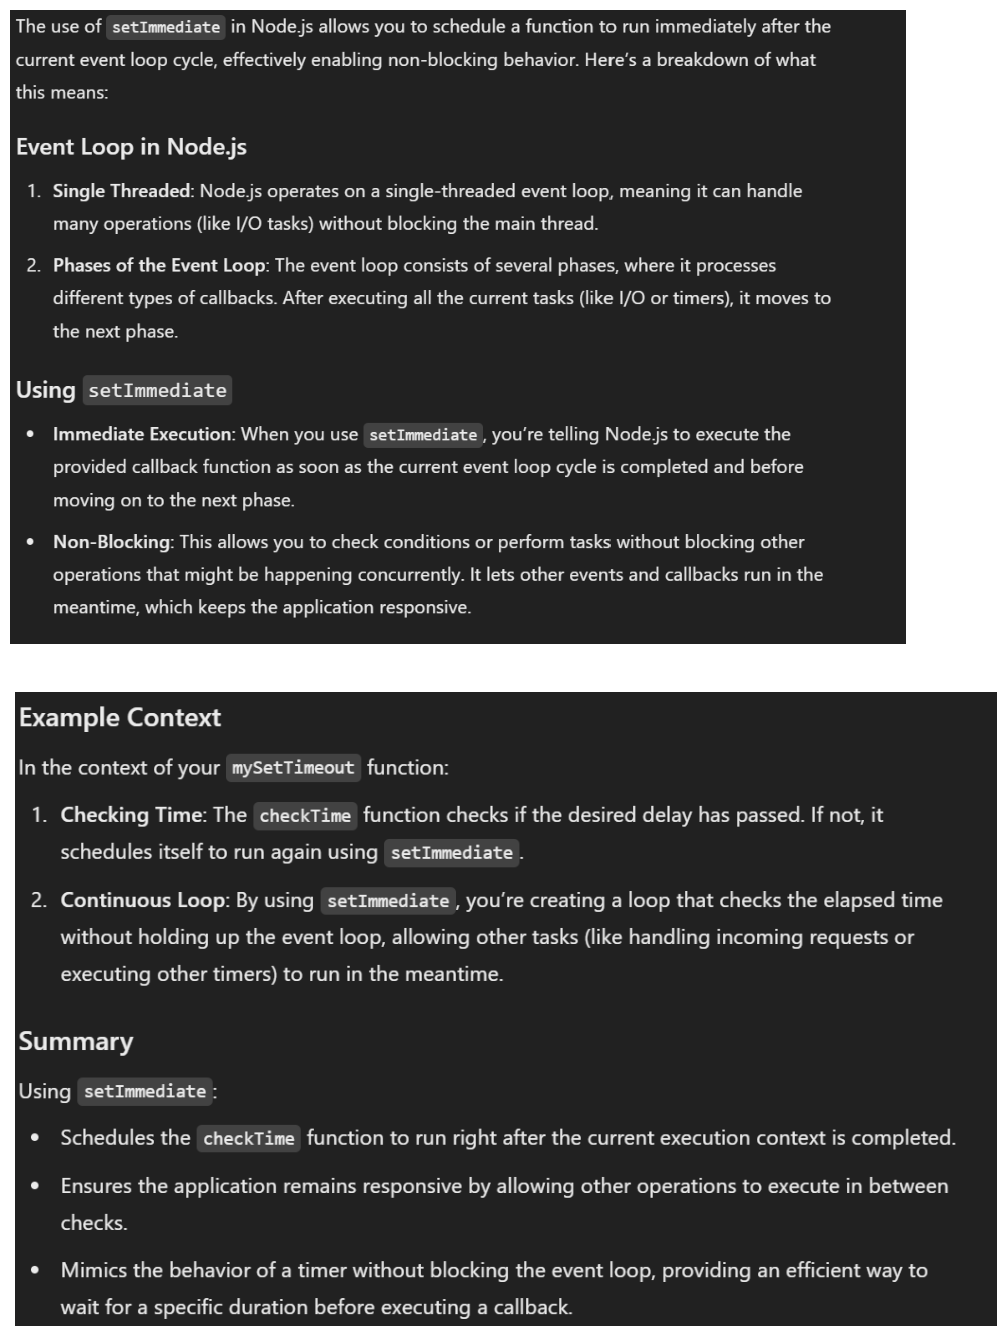 The use of setImmediate in Node.js allows you to schedule a function to run immediately after the
current event loop cycle, effectively enabling non-blocking behavior. Here's a breakdown of what
this means:
Event Loop in Node.js
1. Single Threaded: Node.js operates on a single-threaded event loop, meaning it can handle
many operations (like I/O tasks) without blocking the main thread.
2. Phases of the Event Loop: The event loop consists of several phases, where it processes
different types of callbacks. After executing all the current tasks (like I/O or timers), it moves to
the next phase.
Using setImmediate
• Immediate Execution: When you use setImmediate, you're telling Node.js to execute the
provided callback function as soon as the current event loop cycle is completed and before
moving on to the next phase.
• Non-Blocking: This allows you to check conditions or perform tasks without blocking other
operations that might be happening concurrently. It lets other events and callbacks run in the
meantime, which keeps the application responsive.
Example Context
In the context of your mySetTimeout function:
1. Checking Time: The checkTime function checks if the desired delay has passed. If not, it
schedules itself to run again using setImmediate.
2. Continuous Loop: By using setImmediate, you're creating a loop that checks the elapsed time
without holding up the event loop, allowing other tasks (like handling incoming requests or
executing other timers) to run in the meantime.
Summary
Using setImmediate:
• Schedules the checkTime function to run right after the current execution context is completed.
• Ensures the application remains responsive by allowing other operations to execute in between
checks.
• Mimics the behavior of a timer without blocking the event loop, providing an efficient way to
wait for a specific duration before executing a callback.